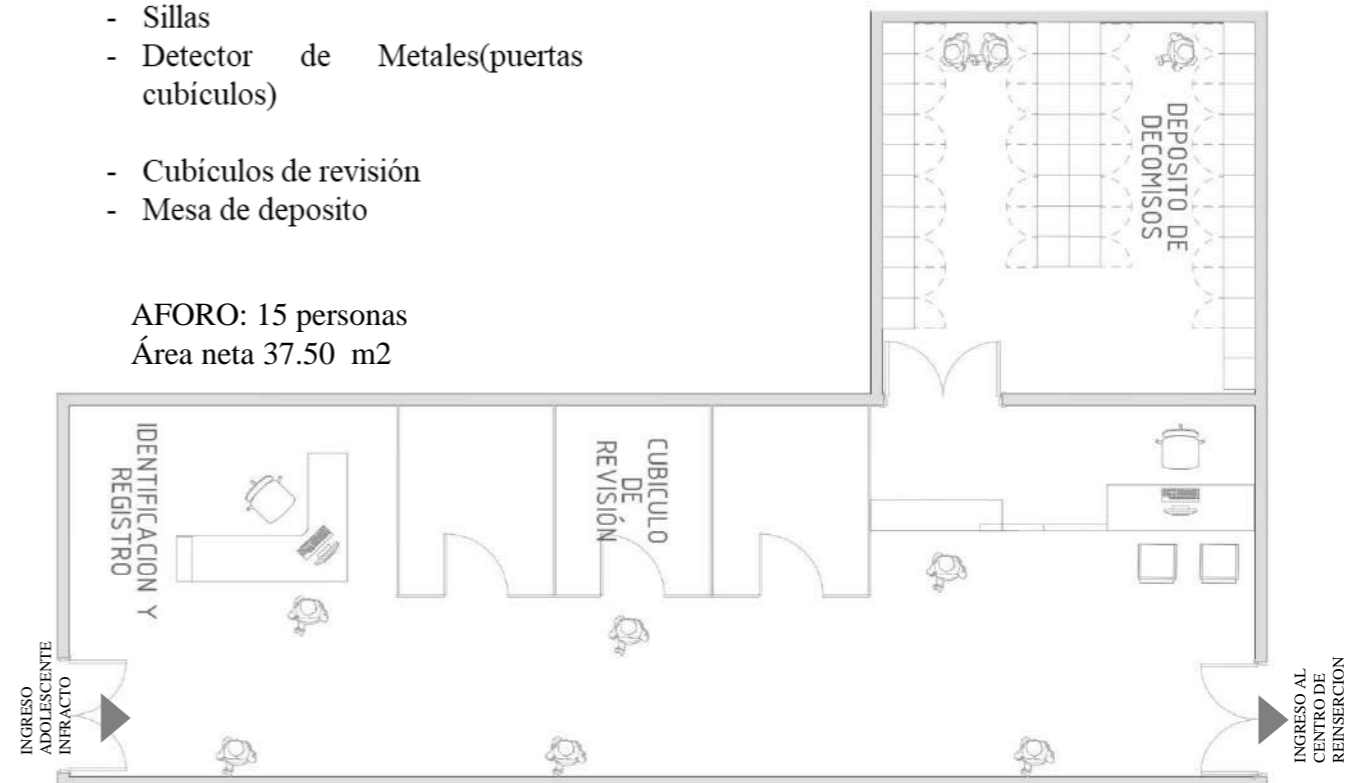 - Sillas
- Detector de Metales(puertas
cubículos)
- Cubículos de revisión
- Mesa de deposito
AFORO: 15 personas
Área neta 37.50 m2
DEPOSITO DE
DECOMISOS
IDENTIFICACION Y
REGISTRO
CUBICULO
DE
REVISIÓN
INGRESO
ADOLESCENTE
INFRACTO
INGRESO AL
CENTRO DE
REINSERCION